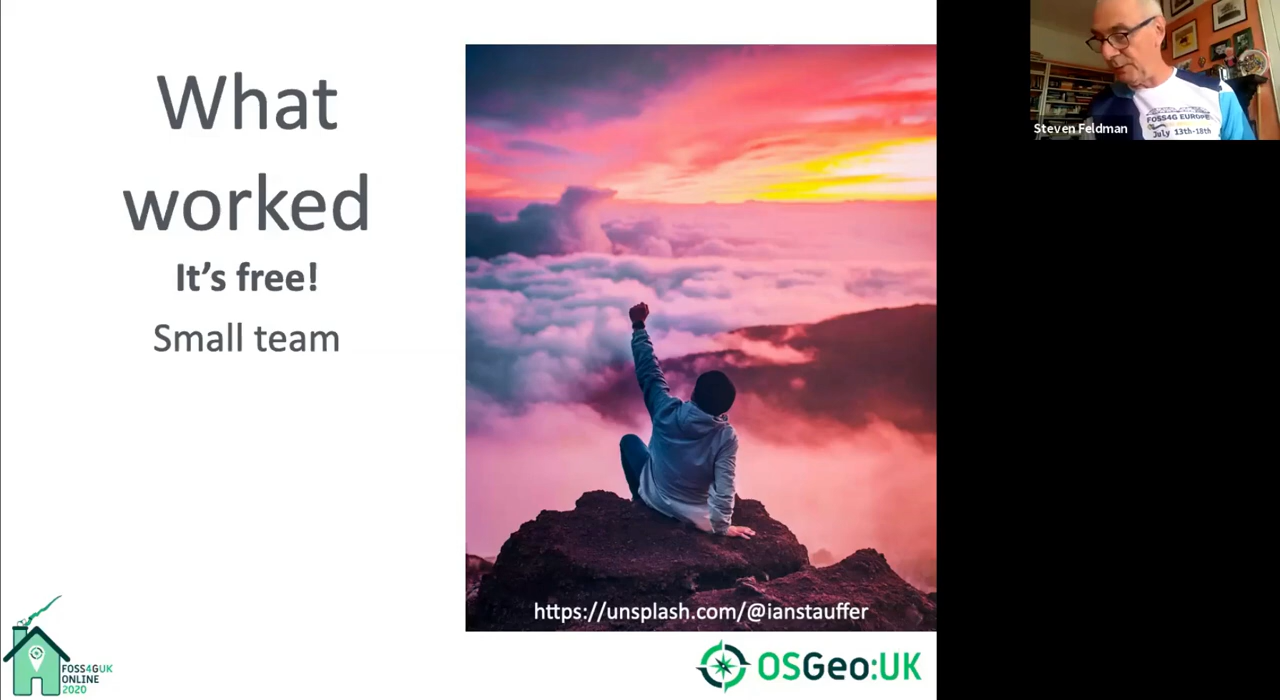 What
worked
It's free!
Small team
https://unsplash.com/@ianstauffer
FOSS4GUK
ONLINE
2020
OSGeo:UK
FOSS4G EUROPE
July 13th-18th
Steven Feldman